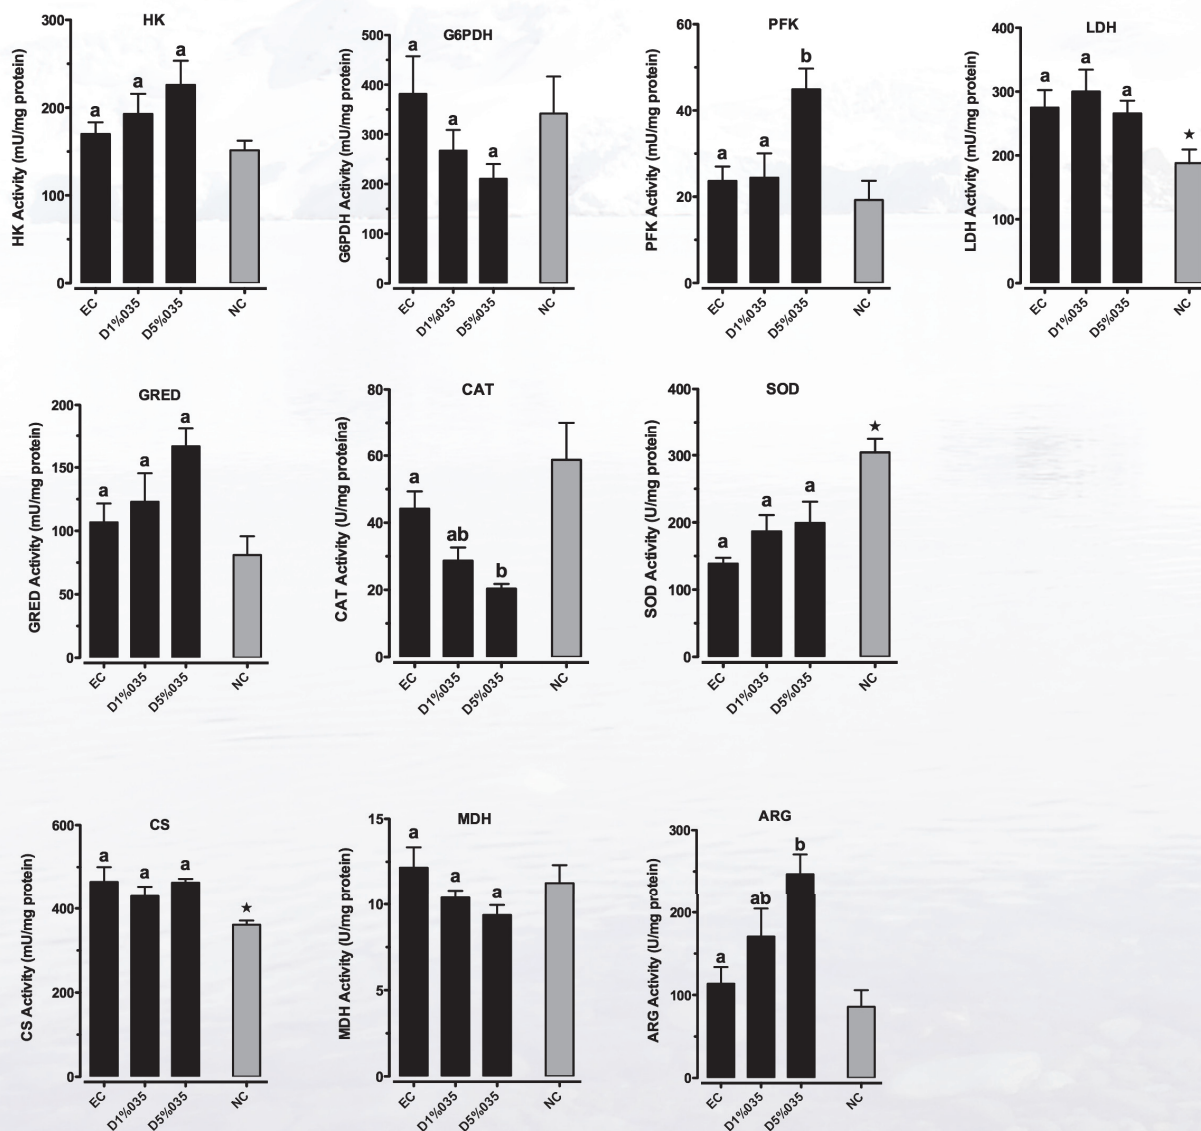 HK
HK Activity (mU/mg protein)
300
200
100
0
a
a
a
EC
D1%035
D5%035
NC
G6PDH
G6PDH Activity (mU/mg protein)
500
400
300
200
100
0
a
a
a
EC
D1%035
D5%035
NC
PFK
PFK Activity (mU/mg protein)
60
40
20
0
a
a
b
EC
D1%035
D5%035
NC
LDH
LDH Activity (mU/mg protein)
400
300
200
100
0
a
a
a
★
EC
D1%035
D5%035
NC
GRED
GRED Activity (mU/mg protein)
200
150
100
50
0
a
a
a
EC
D1%035
D5%035
NC
CAT
CAT Activity (U/mg proteina)
80
60
40
20
0
a
ab
b
EC
D1%035
D5%035
NC
SOD
SOD Activity (U/mg protein)
400
300
200
100
0
a
a
a
★
EC
D1%035
D5%035
NC
CS
CS Activity (mU/mg protein)
600
400
200
0
a
a
a
★
EC
D1%035
D5%035
NC
MDH
MDH Activity (U/mg protein)
15
10
5
0
a
a
a
EC
D1%035
D5%035
NC
ARG
ARG Activity (U/mg protein)
300
200
100
0
a
ab
b
EC
D1%035
D5%035
NC